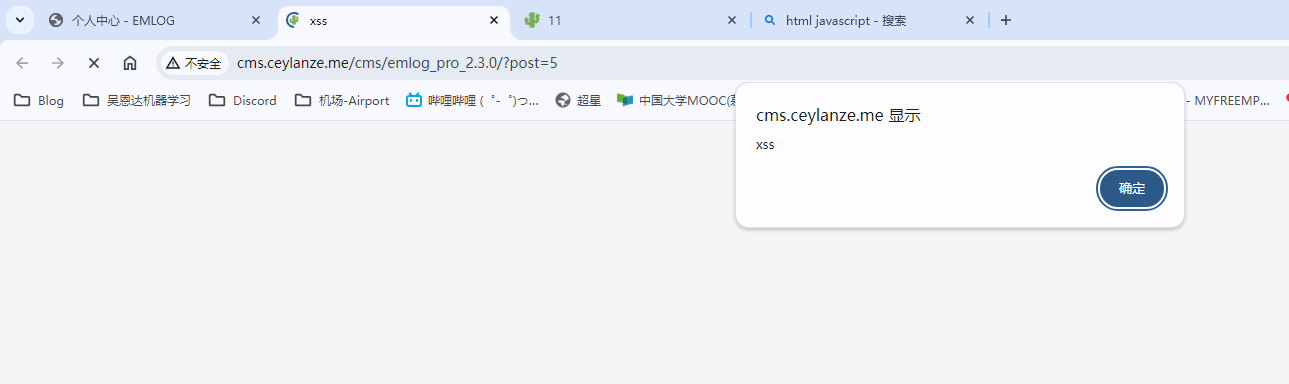 个人中心 - EMLOG
xss
11
html javascript - 搜索
不安全
cms.ceylanze.me/cms/emlog_pro_2.3.0/?post=5
Blog
吴恩达机器学习
Discord
机场-Airport
哔哩哔哩 (゜-゜)つ...
超星
中国大学MOOC(
- MYFREEMP...
cms.ceylanze.me 显示
xss
确定